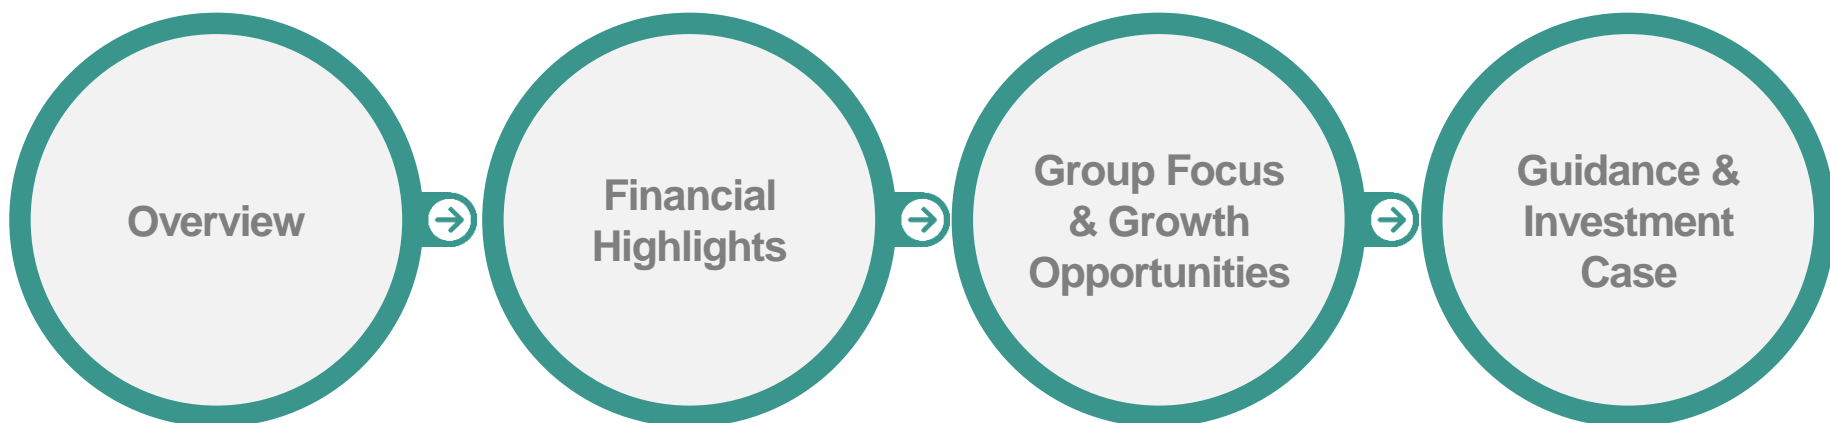 Overview
Financial
Highlights
Group Focus
& Growth
Opportunities
Guidance &
Investment
Case